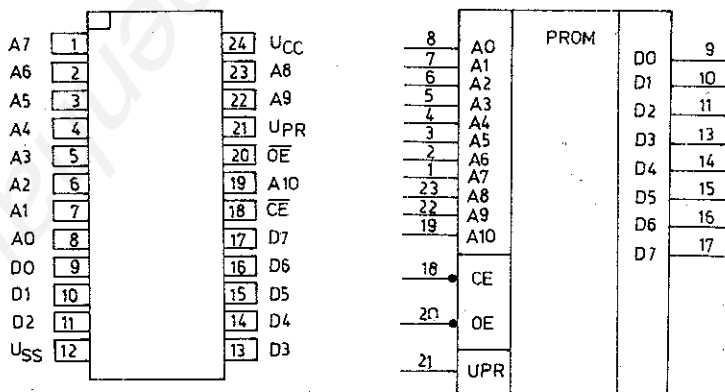 A7 1 24 UCC
A6 2 23 A8
A5 3 22 A9
A4 4 21 UPR
A3 5 20 OE
A2 6 19 A10
A1 7 18 CE
A0 8 17 D7
D0 9 16 D6
D1 10 15 D5
D2 11 14 D4
USS 12 13 D3
PROM
8 A0
7 A1
6 A2
5 A3
4 A4
3 A5
2 A6
1 A7
23 A8
22 A9
19 A10
18 CE
20 OE
21 UPR
D0 9
D1 10
D2 11
D3 13
D4 14
D5 15
D6 16
D7 17